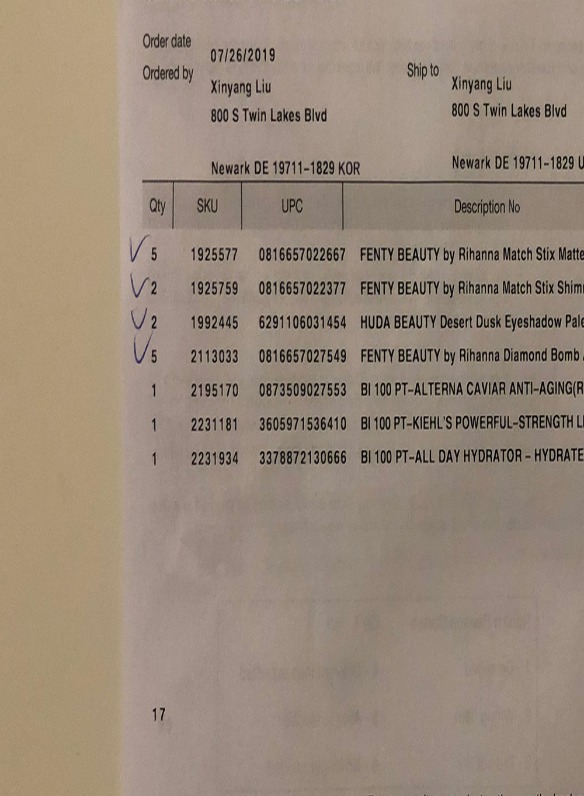 Order date
07/26/2019
Ordered by
Xinyang Liu
800 S Twin Lakes Blvd
Newark DE 19711-1829 KOR
Ship to
Xinyang Liu
800 S Twin Lakes Blvd
Newark DE 19711-1829 U
Qty SKU UPC Description No
5 1925577 0816657022667 FENTY BEAUTY by Rihanna Match Stix Matte
2 1925759 0816657022377 FENTY BEAUTY by Rihanna Match Stix Shim
2 1992445 6291106031454 HUDA BEAUTY Desert Dusk Eyeshadow Pale
5 2113033 0816657027549 FENTY BEAUTY by Rihanna Diamond Bomb
1 2195170 0873509027553 BI 100 PT-ALTERNA CAVIAR ANTI-AGING(R
1 2231181 3605971536410 BI 100 PT-KIEHL'S POWERFUL-STRENGTH LI
1 2231934 3378872130666 BI 100 PT-ALL DAY HYDRATOR - HYDRATE
17